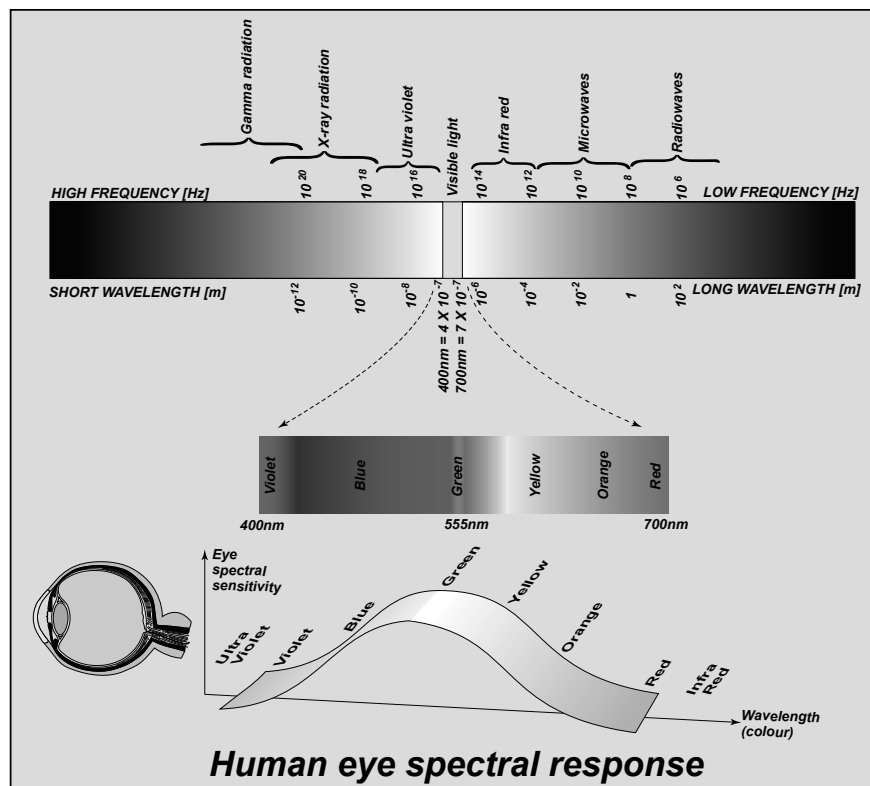 Gamma radiation
X-ray radiation
Ultra violet
Visible light
Infra red
Microwaves
Radiowaves
HIGH FREQUENCY [Hz]
10 20
10 18
10 16
10 14
10 12
10 10
10 8
10 6
LOW FREQUENCY [Hz]
SHORT WAVELENGTH [m]
10 -12
10 -10
10 -8
400nm = 4 X 10 -7
700nm = 7 X 10 -7
10 -6
10 -4
10 -2
1
10 2
LONG WAVELENGTH [m]
Violet
Blue
Green
Yellow
Orange
Red
400nm
555nm
700nm
Eye
spectral
sensitivity
Ultra
Violet
Violet
Blue
Green
Yellow
Orange
Red
Infra
Red
Wavelength
(colour)
Human eye spectral response